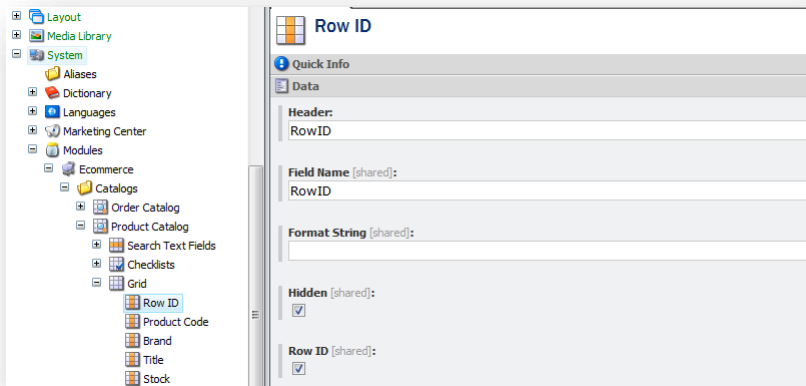 Layout
Media Library
System
Aliases
Dictionary
Languages
Marketing Center
Modules
Ecommerce
Catalogs
Order Catalog
Product Catalog
Search Text Fields
Checklists
Grid
Row ID
Product Code
Brand
Title
Stock
Row ID
Quick Info
Data
Header:
RowID
Field Name [shared]:
RowID
Format String [shared]:
Hidden [shared]:
Row ID [shared]: